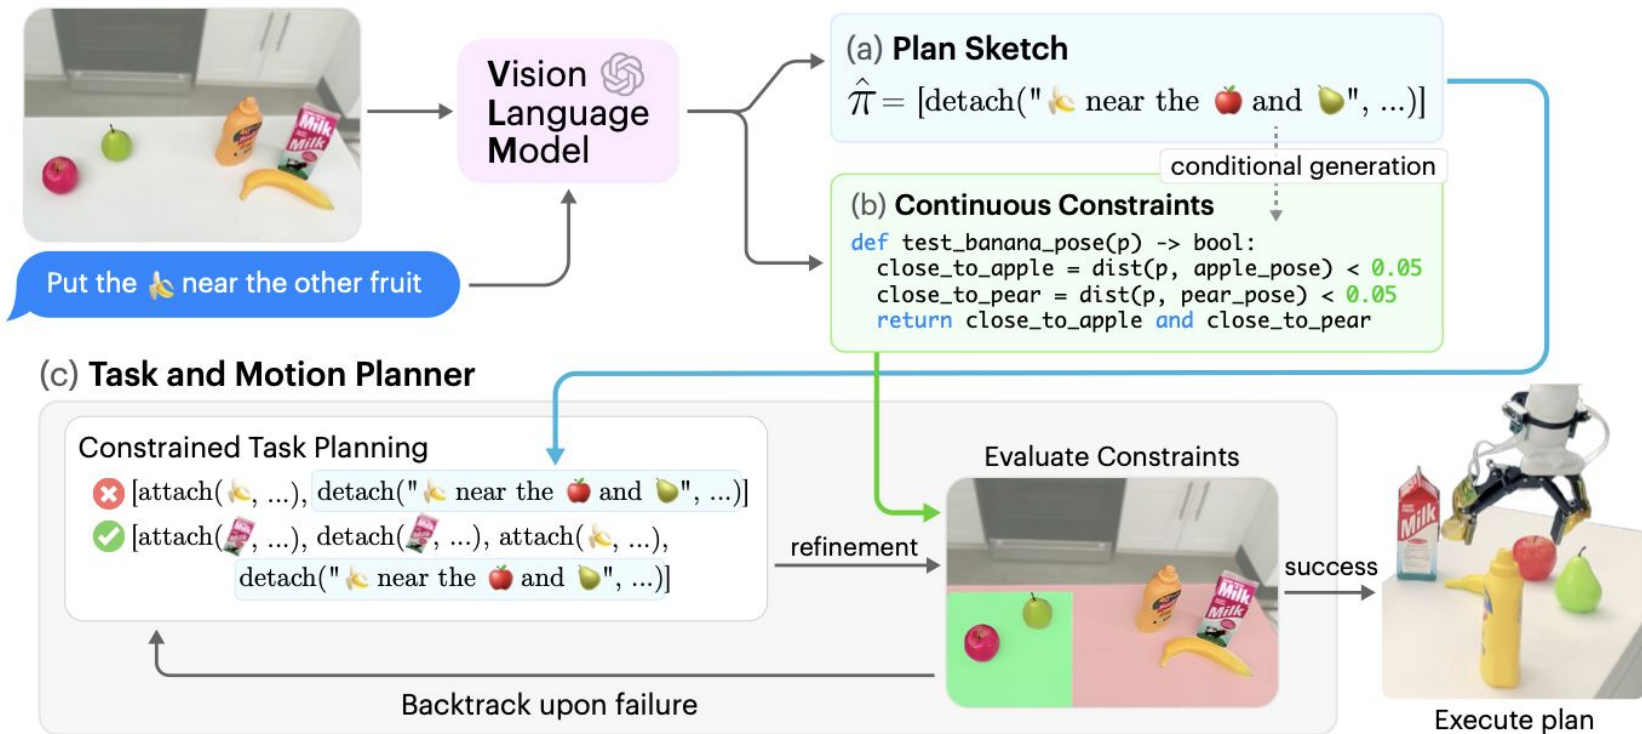 Vision
Language
Model
(a) Plan Sketch
π̂ = [detach("🍌 near the 🍎 and 🍐", ...)]
conditional generation
(b) Continuous Constraints
def test_banana_pose(p) -> bool:
close_to_apple = dist(p, apple_pose) < 0.05
close_to_pear = dist(p, pear_pose) < 0.05
return close_to_apple and close_to_pear
Milk
Milk
Put the 🍌 near the other fruit
(c) Task and Motion Planner
Constrained Task Planning
[attach(🍌, ...), detach("🍌 near the 🍎 and 🍐", ...)]
[attach(🥛, ...), detach(🥛, ...), attach(🍌, ...),
detach("🍌 near the 🍎 and 🍐", ...)]
refinement
Evaluate Constraints
Milk
Milk
success
Milk
Backtrack upon failure
Execute plan